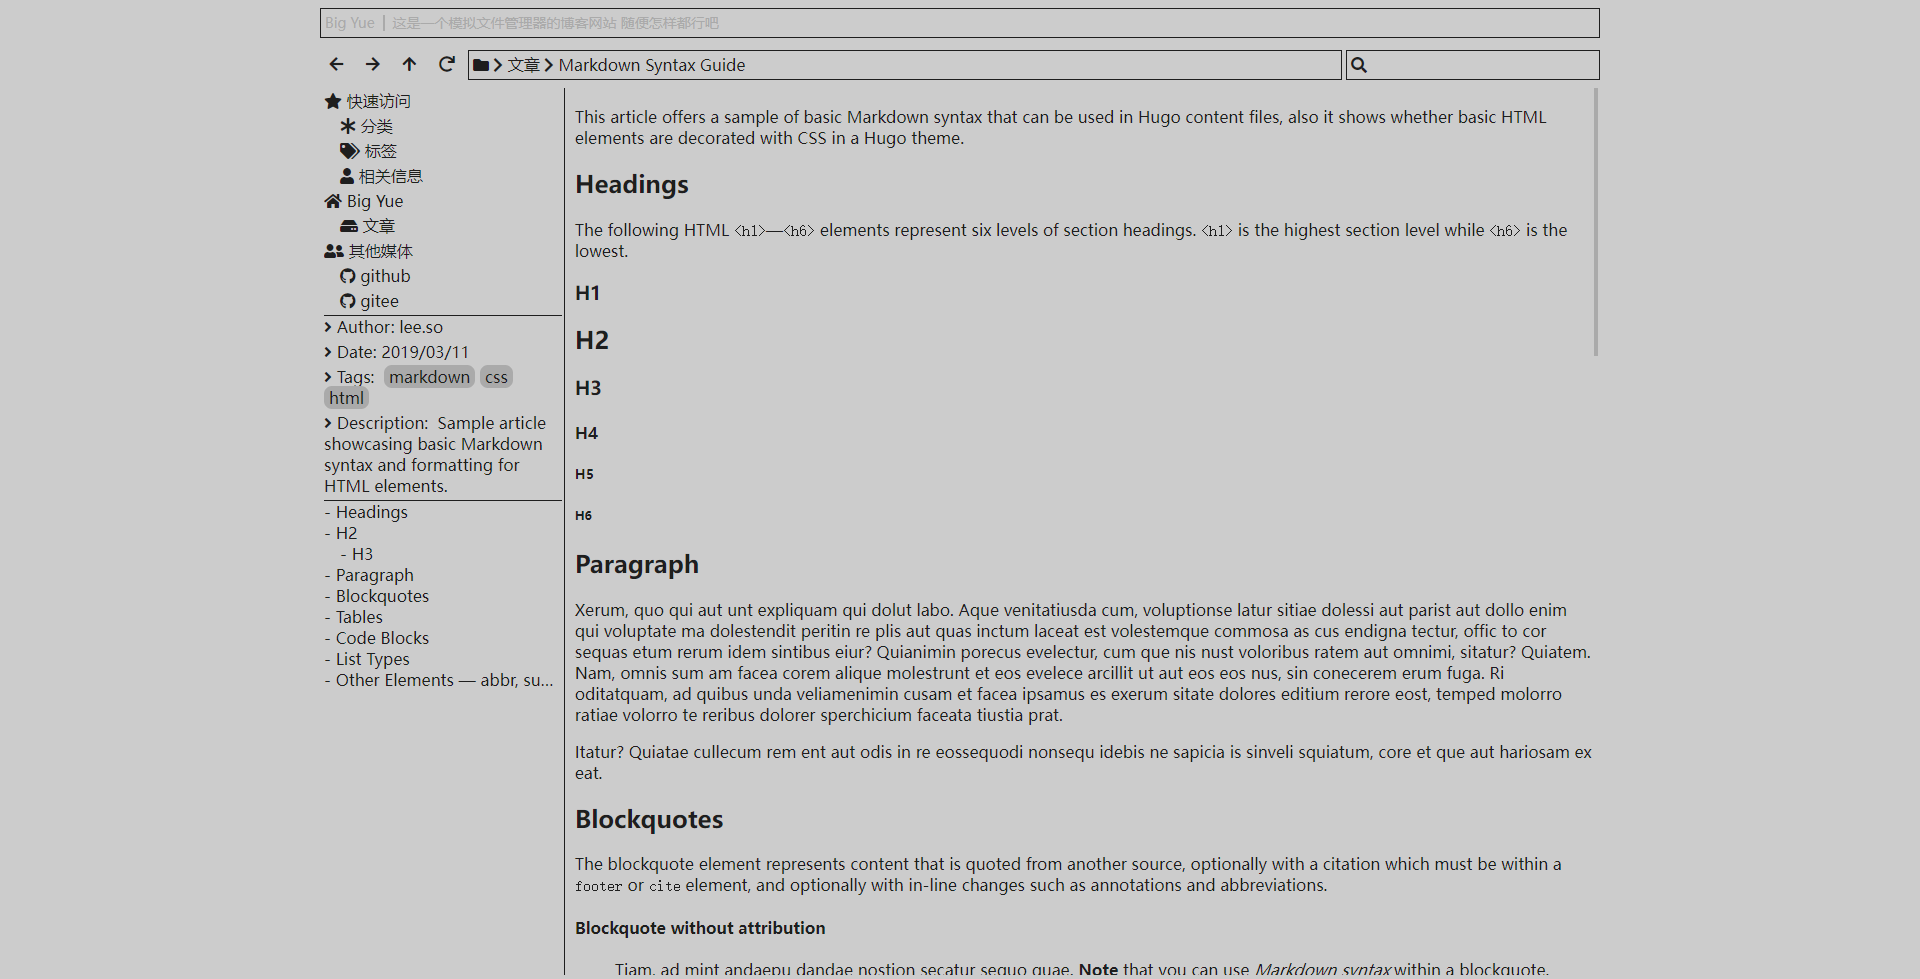 Big Yue | 这是一个模拟文件管理器的博客网站 随便怎样都行吧
文章 Markdown Syntax Guide
快速访问
分类
标签
相关信息
Big Yue
文章
其他媒体
github
gitee
Author: lee.so
Date: 2019/03/11
Tags: markdown css
html
Description: Sample article
showcasing basic Markdown
syntax and formatting for
HTML elements.
- Headings
- H2
- H3
- Paragraph
- Blockquotes
- Tables
- Code Blocks
- List Types
- Other Elements — abbr, su...
This article offers a sample of basic Markdown syntax that can be used in Hugo content files, also it shows whether basic HTML
elements are decorated with CSS in a Hugo theme.
Headings
The following HTML <h1>—<h6> elements represent six levels of section headings. <h1> is the highest section level while <h6> is the
lowest.
H1
H2
H3
H4
H5
H6
Paragraph
Xerum, quo qui aut unt expliquam qui dolut labo. Aque venitatiusda cum, voluptionse latur sitiae dolessi aut parist aut dollo enim
qui voluptate ma dolestendit peritin re plis aut quas inctum laceat est volestemque commosa as cus endigna tectur, offic to cor
sequas etum rerum idem sintibus eiur? Quianimin porecus evelectur, cum que nis nust voloribus ratem aut omnimi, sitatur? Quiatem.
Nam, omnis sum am facea corem alique molestrunt et eos evelece arcillit ut aut eos eos nus, sin conecerem erum fuga. Ri
oditatquam, ad quibus unda veliamenimin cusam et facea ipsamus es exerum sitate dolores editium rerore eost, temped molorro
ratiae volorro te reribus dolorer sperchicium faceata tiustia prat.
Itatur? Quiatae cullecum rem ent aut odis in re eossequodi nonsequ idebis ne sapicia is sinveli squiatum, core et que aut hariosam ex
eat.
Blockquotes
The blockquote element represents content that is quoted from another source, optionally with a citation which must be within a
footer or cite element, and optionally with in-line changes such as annotations and abbreviations.
Blockquote without attribution
Tiam, ad mint andaepu dandae nostion secatur sequo quae. Note that you can use Markdown syntax within a blockquote.